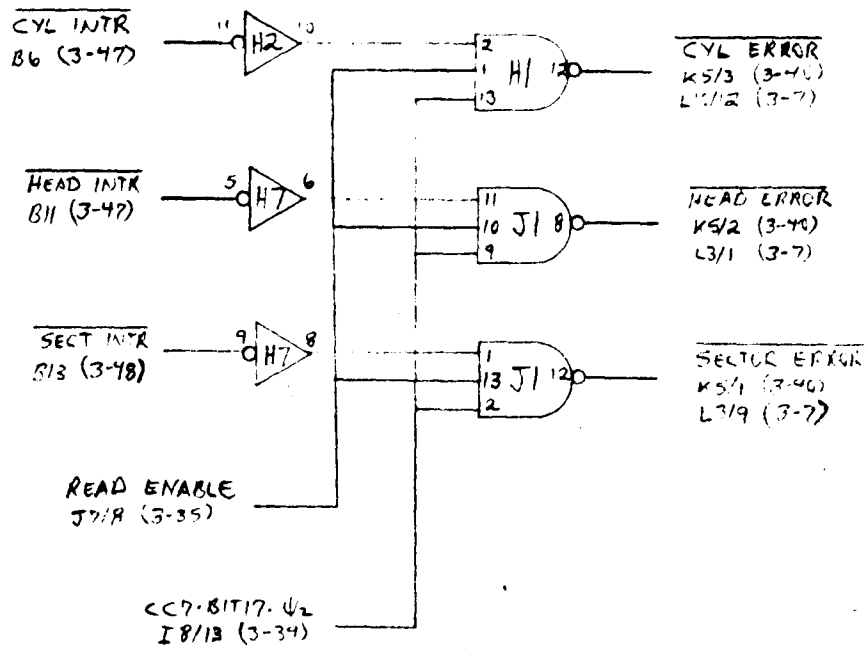 CYL INTR
B6 (3-47)
11
H2
10
2
1
13
H1
12
CYL ERROR
K5/3 (3-40)
(3-7)
HEAD INTR
B11 (3-47)
5
H7
6
11
10
9
J1
8
HEAD ERROR
K5/2 (3-40)
L3/1 (3-7)
SECT INTR
B13 (3-48)
9
H7
8
1
13
2
J1
12
SECTOR ERROR
K5/1 (3-40)
L3/9 (3-7)
READ ENABLE
J7/8 (3-35)
CC7·BIT17·ψ2
I8/13 (3-34)